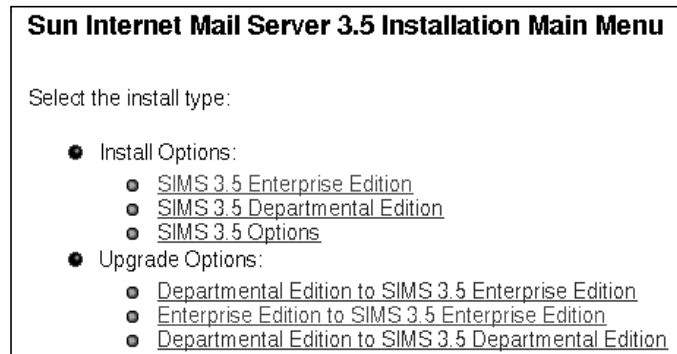 Sun Internet Mail Server 3.5 Installation Main Menu
Select the install type:
Install Options:
SIMS 3.5 Enterprise Edition
SIMS 3.5 Departmental Edition
SIMS 3.5 Options
Upgrade Options:
Departmental Edition to SIMS 3.5 Enterprise Edition
Enterprise Edition to SIMS 3.5 Enterprise Edition
Departmental Edition to SIMS 3.5 Departmental Edition